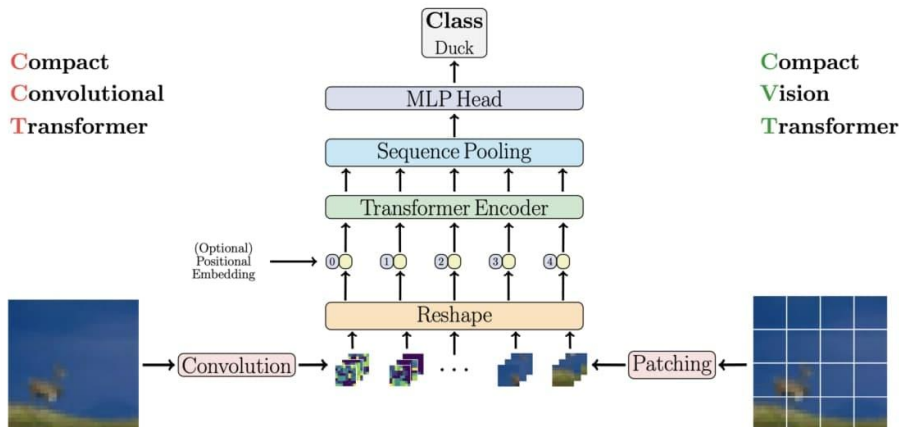 Class
Duck
Compact
Convolutional
Transformer
Compact
Vision
Transformer
MLP Head
Sequence Pooling
Transformer Encoder
(Optional)
Positional
Embedding
0 1 2 3 4
Reshape
Convolution
...
Patching